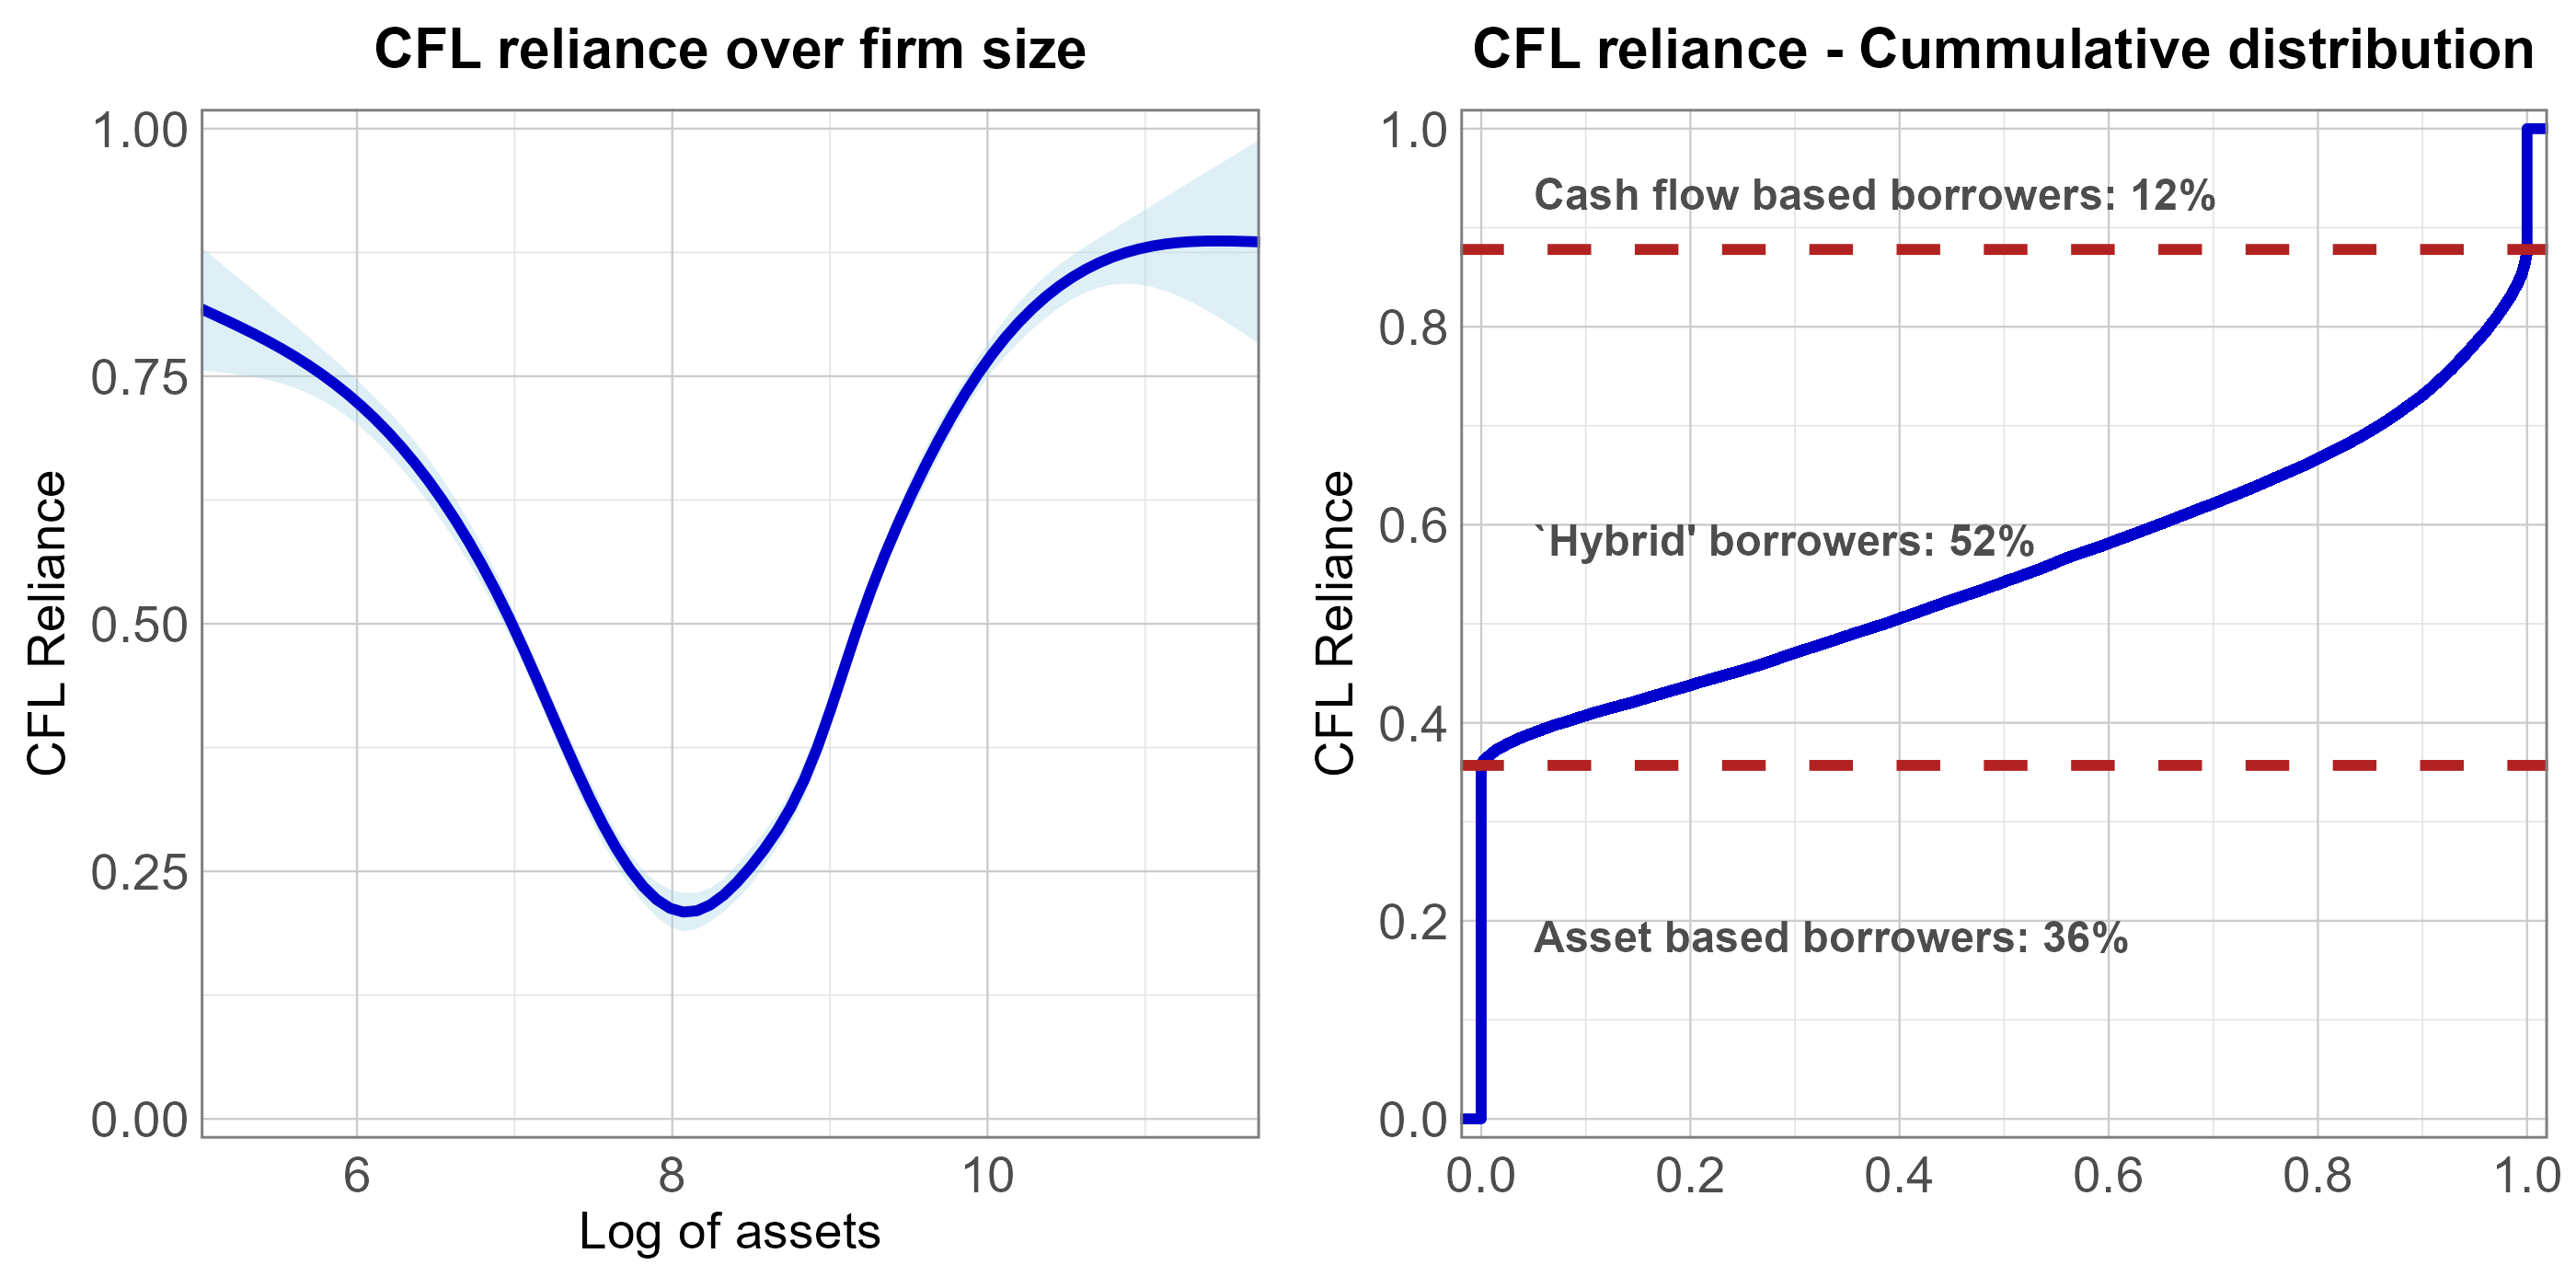 CFL reliance over firm size
CFL Reliance
1.00
0.75
0.50
0.25
0.00
6 8 10
Log of assets
CFL reliance - Cummulative distribution
CFL Reliance
1.0
0.8
0.6
0.4
0.2
0.0
Cash flow based borrowers: 12%
`Hybrid' borrowers: 52%
Asset based borrowers: 36%
0.0 0.2 0.4 0.6 0.8 1.0